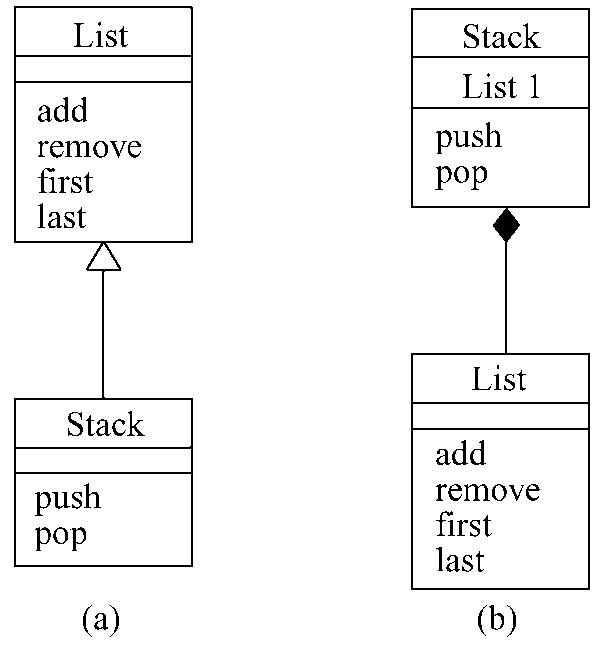 List
add
remove
first
last
Stack
push
pop
(a)
Stack
List 1
push
pop
List
add
remove
first
last
(b)